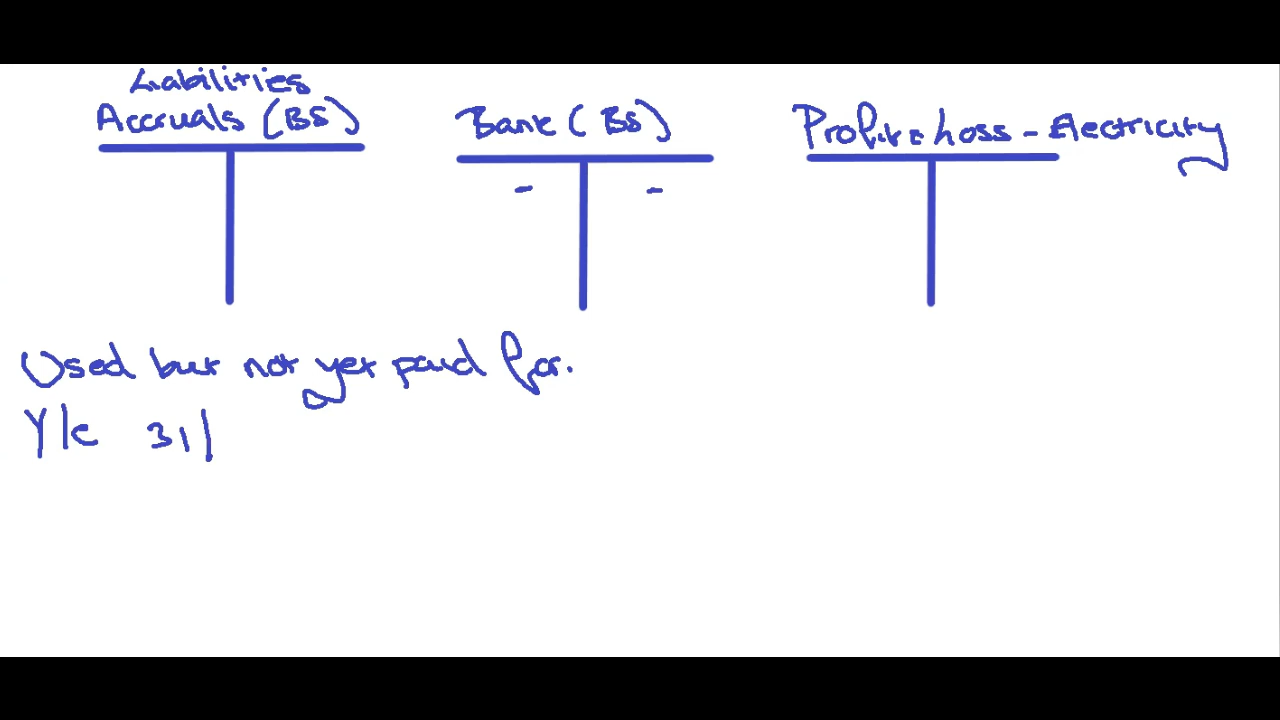 Liabilities
Accruals (BS)
Bank (BS)
Profit & Loss - Electricity
- -
Used but not yet paid for.
Y/e 31/